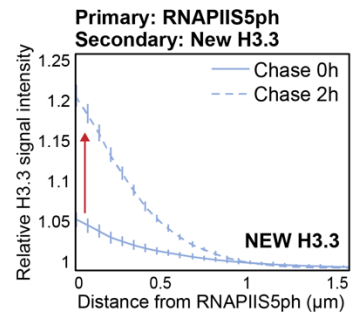 Primary: RNAPIIS5ph
Secondary: New H3.3
Relative H3.3 signal intensity
1.25
1.2
1.15
1.1
1.05
1
Chase 0h
Chase 2h
NEW H3.3
0 0.5 1.0 1.5
Distance from RNAPIIS5ph (μm)